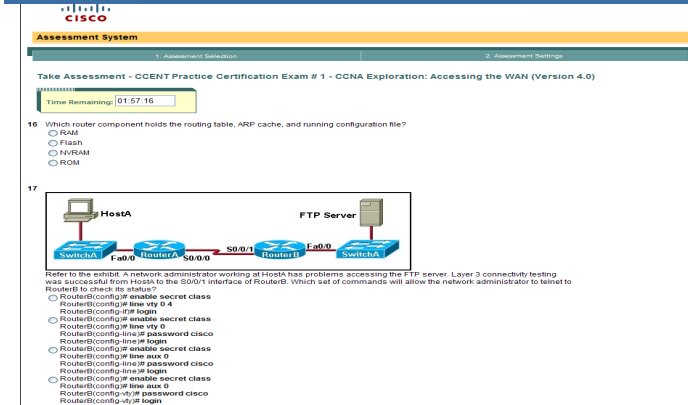 CISCO
Assessment System
1. Assessment Selection
2. Assessment Settings
Take Assessment - CCENT Practice Certification Exam # 1 - CCNA Exploration: Accessing the WAN (Version 4.0)
Time Remaining: 01:57:16
16 Which router component holds the routing table, ARP cache, and running configuration file?
RAM
Flash
NVRAM
ROM
17
HostA
FTP Server
SwitchA
Fa0/0
RouterA
S0/0/0
S0/0/1
RouterB
Fa0/0
SwitchA
Refer to the exhibit. A network administrator working at HostA has problems accessing the FTP server. Layer 3 connectivity testing
was successful from HostA to the S0/0/1 interface of RouterB. Which set of commands will allow the network administrator to telnet to
RouterB to check its status?
RouterB(config)# enable secret class
RouterB(config)# line vty 0 4
RouterB(config-if)# login
RouterB(config)# enable secret class
RouterB(config)# line vty 0
RouterB(config-line)# password cisco
RouterB(config-line)# login
RouterB(config)# enable secret class
RouterB(config)# line aux 0
RouterB(config-line)# password cisco
RouterB(config-line)# login
RouterB(config)# enable secret class
RouterB(config)# line aux 0
RouterB(config-vty)# password cisco
RouterB(config-vty)# login